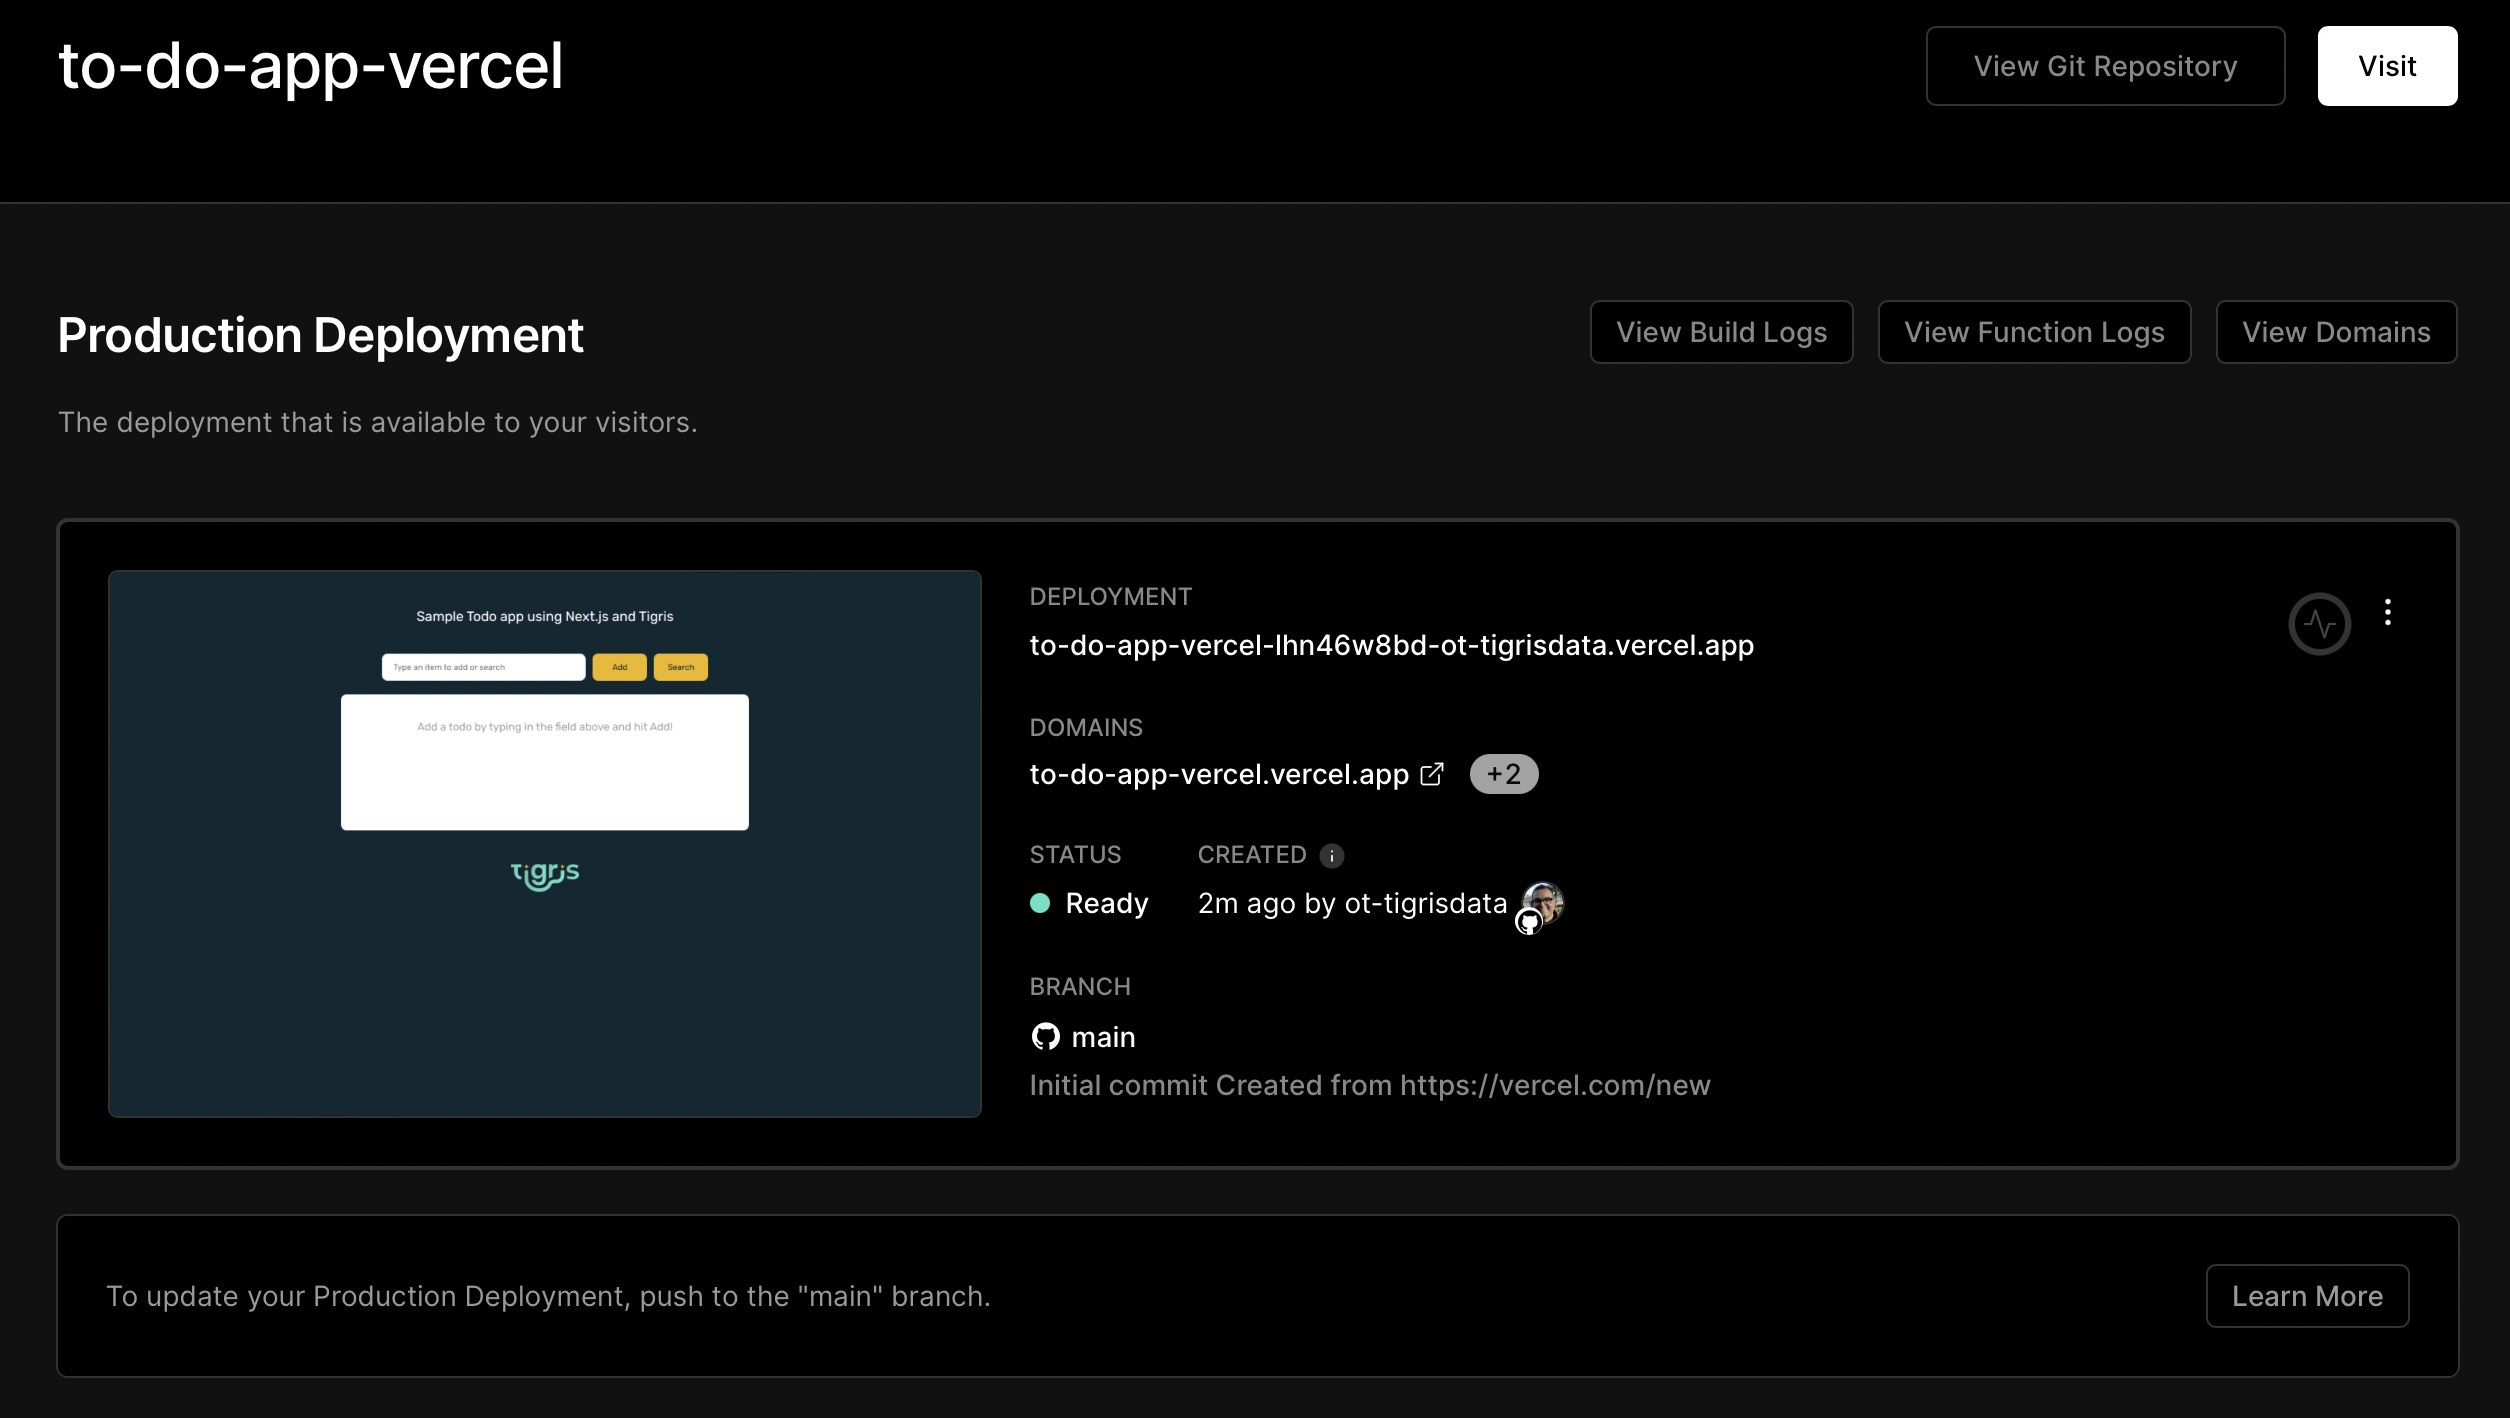 to-do-app-vercel
View Git Repository
Visit
Production Deployment
View Build Logs
View Function Logs
View Domains
The deployment that is available to your visitors.
Sample Todo app using Next.js and Tigris
Type an item to add or search
Add
Search
Add a todo by typing in the field above and hit Add!
tigris
DEPLOYMENT
to-do-app-vercel-lhn46w8bd-ot-tigrisdata.vercel.app
DOMAINS
to-do-app-vercel.vercel.app
+2
STATUS
CREATED
Ready
2m ago by ot-tigrisdata
BRANCH
main
Initial commit Created from https://vercel.com/new
To update your Production Deployment, push to the "main" branch.
Learn More